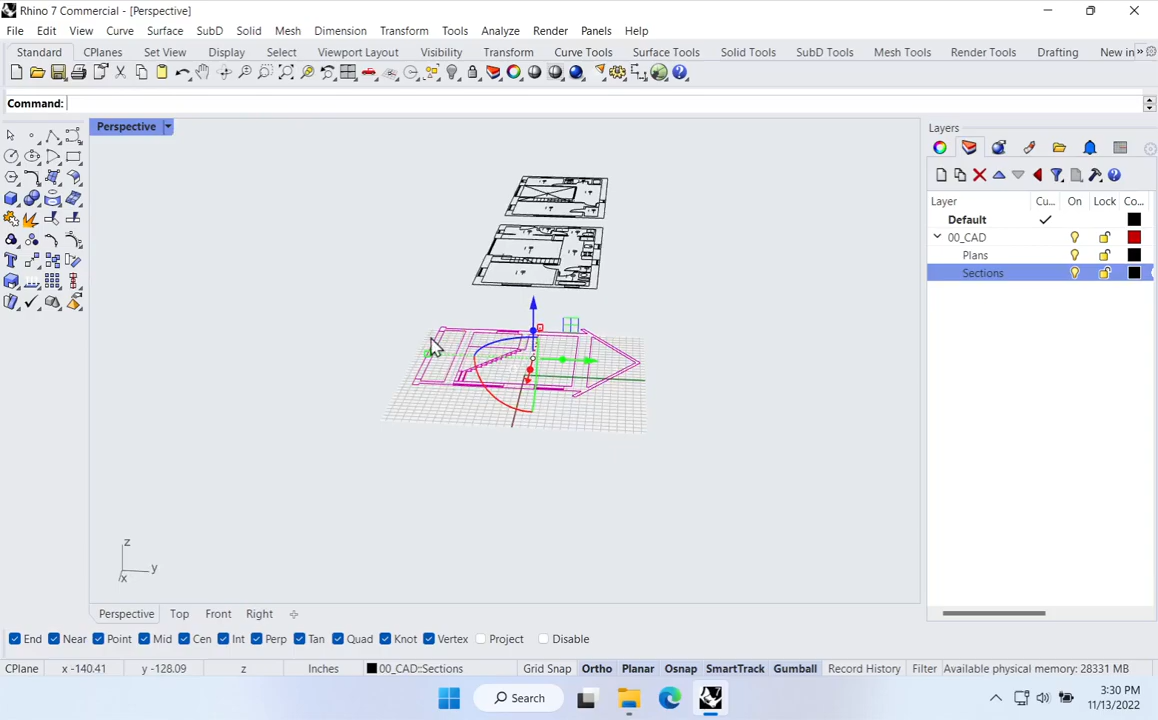 Rhino 7 Commercial - [Perspective]
File Edit View Curve Surface SubD Solid Mesh Dimension Transform Tools Analyze Render Panels Help
Standard CPlanes Set View Display Select Viewport Layout Visibility Transform Curve Tools Surface Tools Solid Tools SubD Tools Mesh Tools Render Tools Drafting New in
Command:
Perspective
Layers
Layer Cu... On Lock Co...
Default
00_CAD
Plans
Sections
z
y
x
Perspective Top Front Right
End Near Point Mid Cen Int Perp Tan Quad Knot Vertex Project Disable
CPlane x -140.41 y -128.09 z Inches 00_CAD::Sections Grid Snap Ortho Planar Osnap SmartTrack Gumball Record History Filter Available physical memory: 28331 MB
Search
3:30 PM
11/13/2022